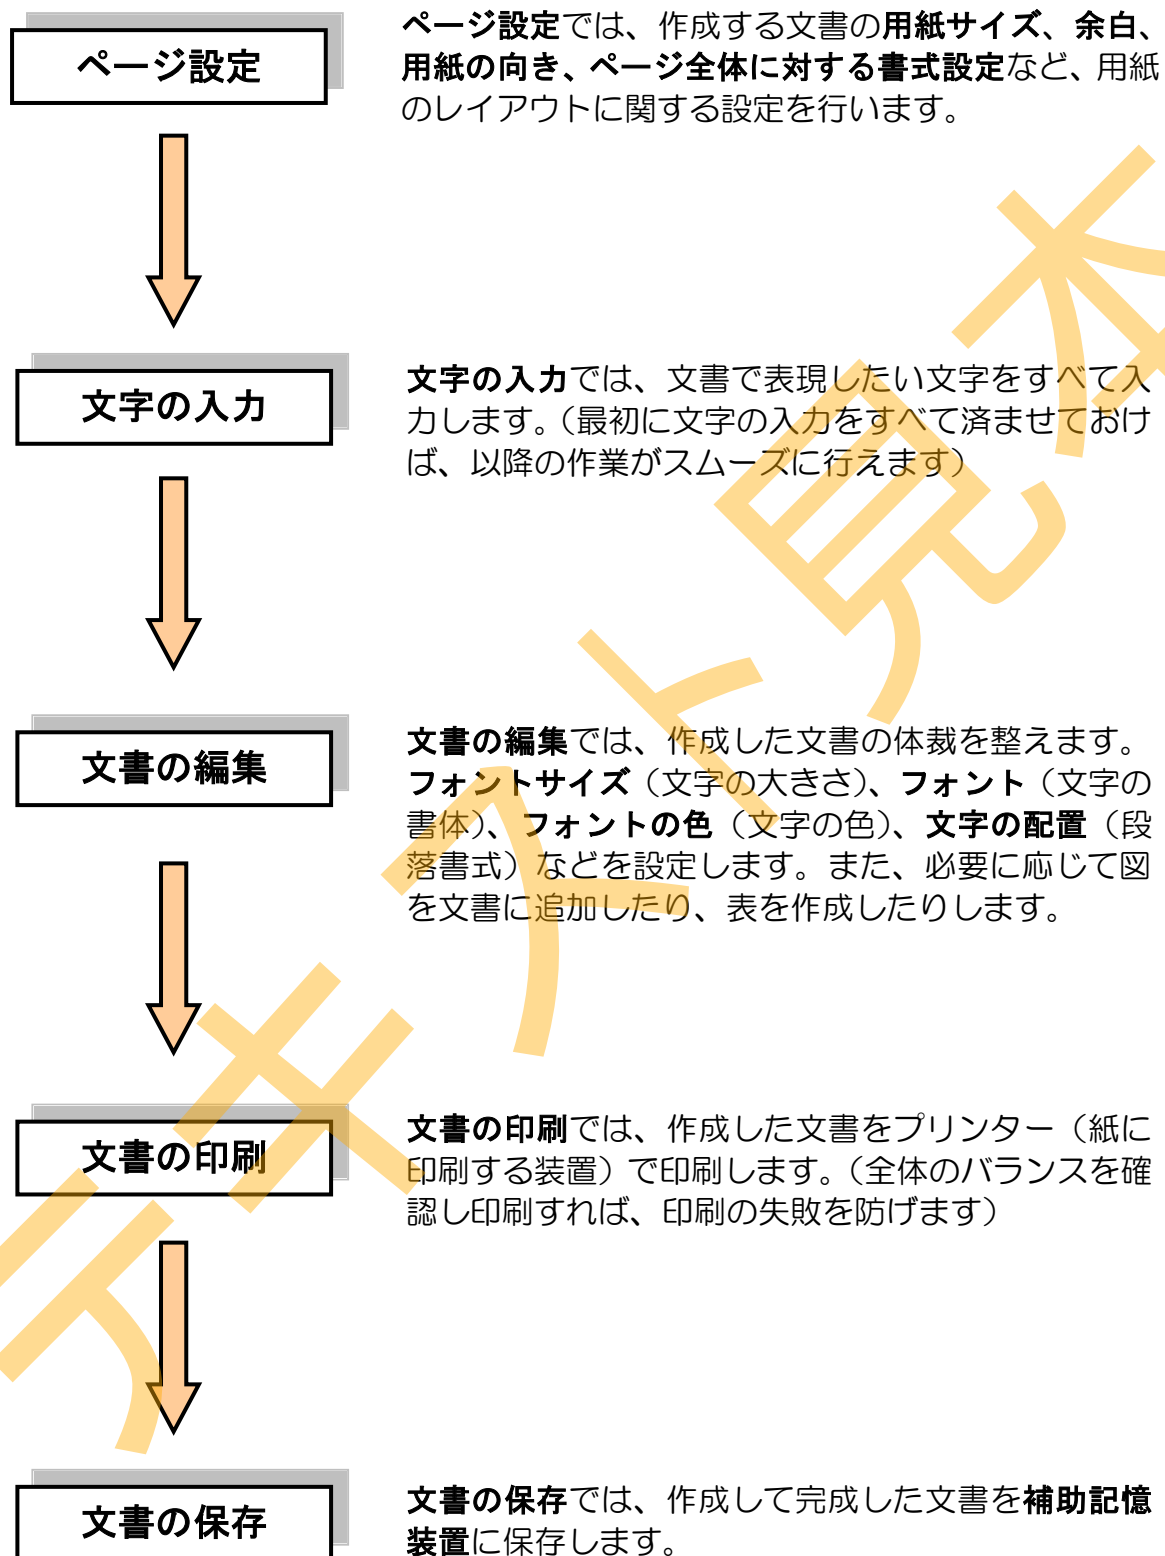 ページ設定
ページ設定では、作成する文書の用紙サイズ、余白、
用紙の向き、ページ全体に対する書式設定など、用紙
のレイアウトに関する設定を行います。
文字の入力
文字の入力では、文書で表現したい文字をすべて入
力します。（最初に文字の入力をすべて済ませておけ
ば、以降の作業がスムーズに行えます）
文書の編集
文書の編集では、作成した文書の体裁を整えます。
フォントサイズ（文字の大きさ）、フォント（文字の
書体）、フォントの色（文字の色）、文字の配置（段
落書式）などを設定します。また、必要に応じて図
を文書に追加したり、表を作成したりします。
文書の印刷
文書の印刷では、作成した文書をプリンター（紙に
印刷する装置）で印刷します。（全体のバランスを確
認し印刷すれば、印刷の失敗を防げます）
文書の保存
文書の保存では、作成して完成した文書を補助記憶
装置に保存します。
テキスト見本